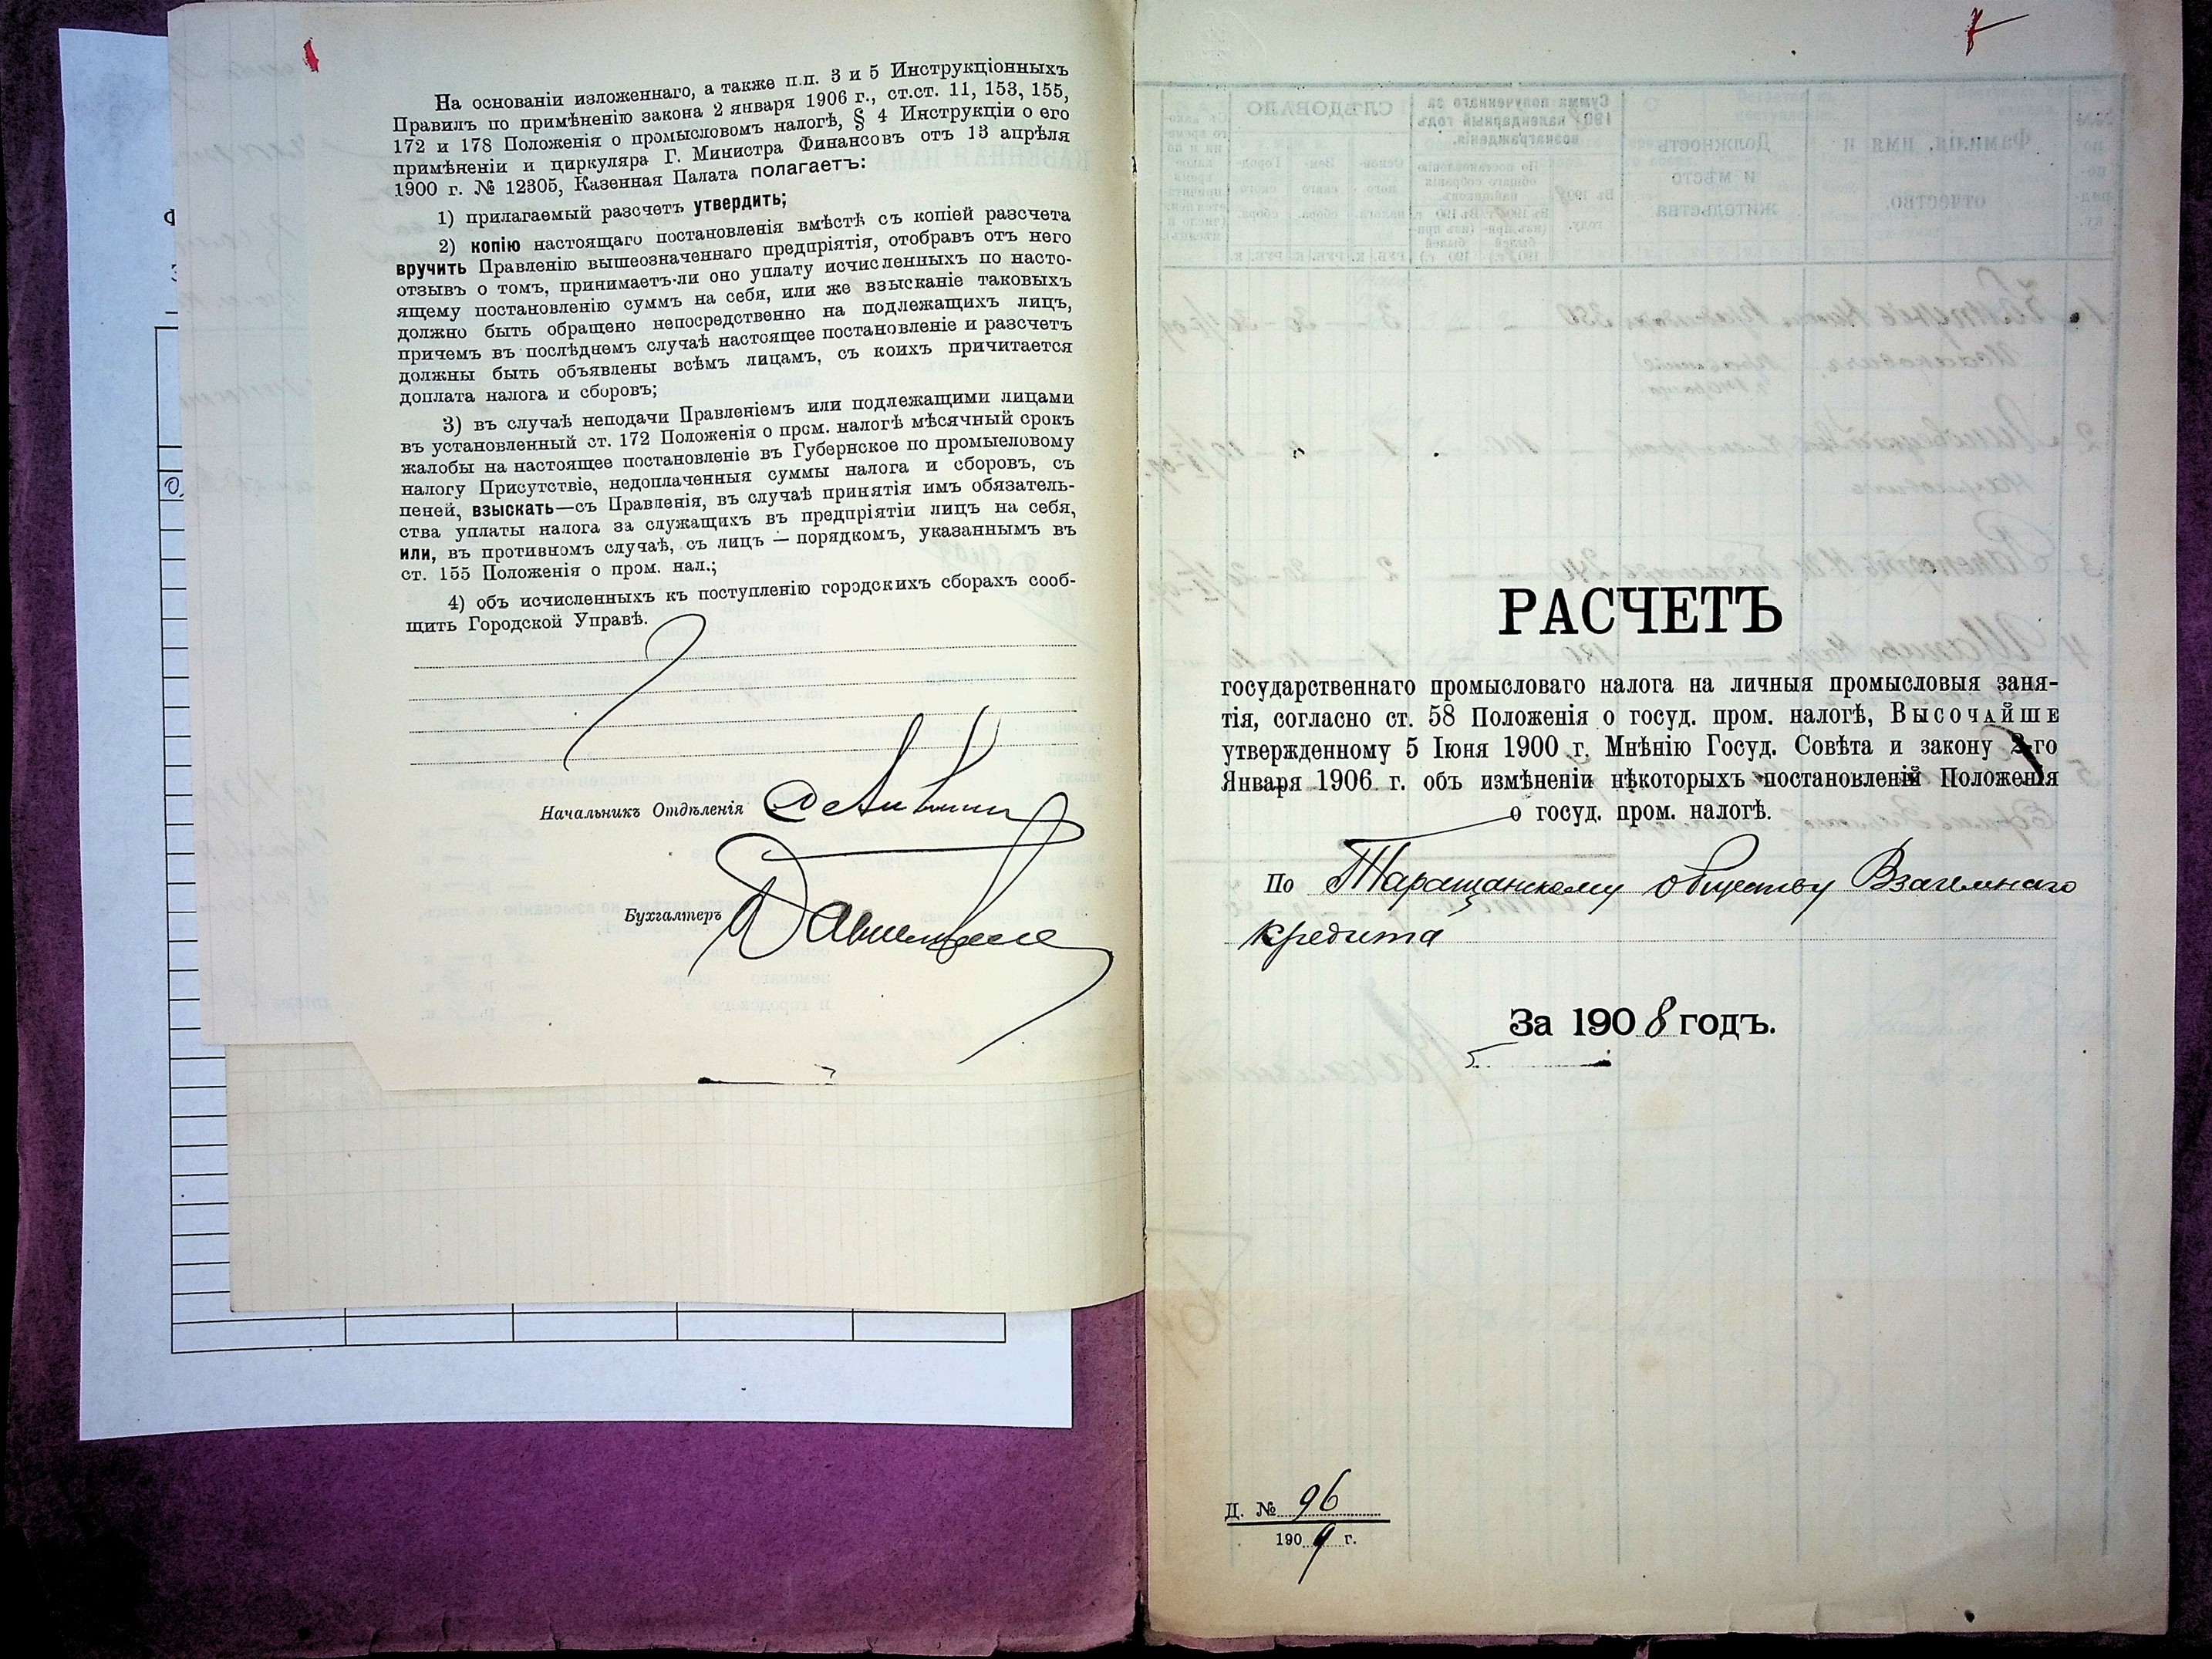 На основаніи изложеннаго, а также п.п. 3 и 5 Инструкціонныхъ
Правилъ по примѣненію закона 2 января 1906 г., ст.ст. 11, 153, 155,
172 и 178 Положенія о промысловомъ налогѣ, § 4 Инструкціи о его
примѣненіи и циркуляра Г. Министра Финансовъ отъ 13 апрѣля
1900 г. № 12305, Казенная Палата полагаетъ:
1) прилагаемый разсчетъ утвердить;
2) копію настоящаго постановленія вмѣстѣ съ копіей разсчета
вручить Правленію вышеозначеннаго предпріятія, отобравъ отъ него
отзывъ о томъ, принимаетъ-ли оно уплату исчисленныхъ по насто-
ящему постановленію суммъ на себя, или же взысканіе таковыхъ
должно быть обращено непосредственно на подлежащихъ лицъ,
причемъ въ послѣднемъ случаѣ настоящее постановленіе и разсчетъ
должны быть объявлены всѣмъ лицамъ, съ коихъ причитается
доплата налога и сборовъ;
3) въ случаѣ неподачи Правленіемъ или подлежащими лицами
въ установленный ст. 172 Положенія о пром. налогѣ мѣсячный срокъ
жалобы на настоящее постановленіе въ Губернское по промыеловому
налогу Присутствіе, недоплаченныя суммы налога и сборовъ, съ
пеней, взыскать—съ Правленія, въ случаѣ принятія имъ обязатель-
ства уплаты налога за служащихъ въ предпріятіи лицъ на себя,
или, въ противномъ случаѣ, съ лицъ — порядкомъ, указаннымъ въ
ст. 155 Положенія о пром. нал.;
4) объ исчисленныхъ къ поступленію городскихъ сборахъ сооб-
щить Городской Управѣ.
Начальникъ Отдѣленія
Бухгалтеръ
РАСЧЕТЪ
государственнаго промысловаго налога на личныя промысловыя заня-
тія, согласно ст. 58 Положенія о госуд. пром. налогѣ, Высочайше
утвержденному 5 Іюня 1900 г. Мнѣнію Госуд. Совѣта и закону 2-го
Января 1906 г. объ измѣненіи нѣкоторыхъ постановленій Положенія
о госуд. пром. налогѣ.
По Таращанскому обществу Взаимнаго
кредита
За 1908 годъ.
Д. № 96
1909 г.